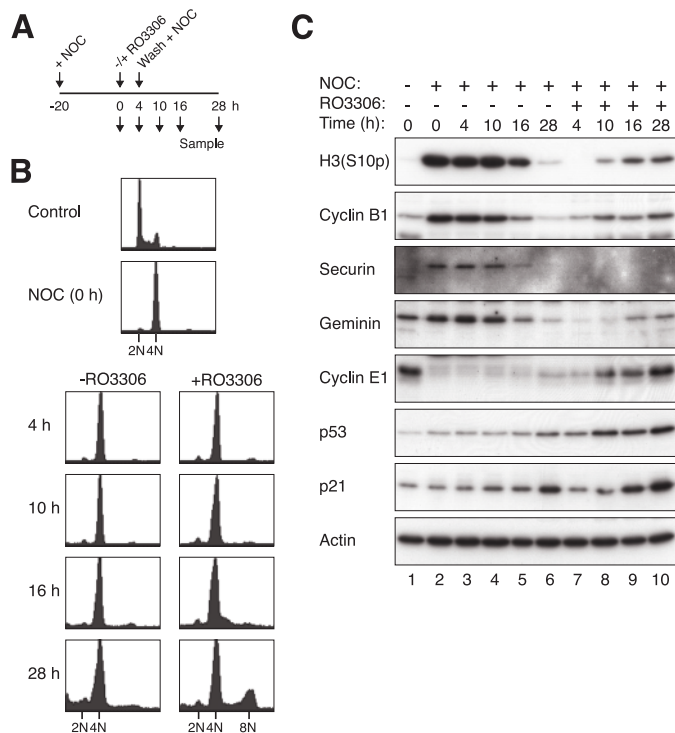 A
+ NOC
-/+ RO3306
Wash + NOC
-20 0 4 10 16 28 h
Sample
B
Control
NOC (0 h)
2N 4N
-RO3306 +RO3306
4 h
10 h
16 h
28 h
2N 4N 2N 4N 8N
C
NOC: - + + + + + + + + +
RO3306: + + + +
Time (h): 0 4 10 16 28 4 10 16 28
H3(S10p)
Cyclin B1
Securin
Geminin
Cyclin E1
p53
p21
Actin
1 2 3 4 5 6 7 8 9 10